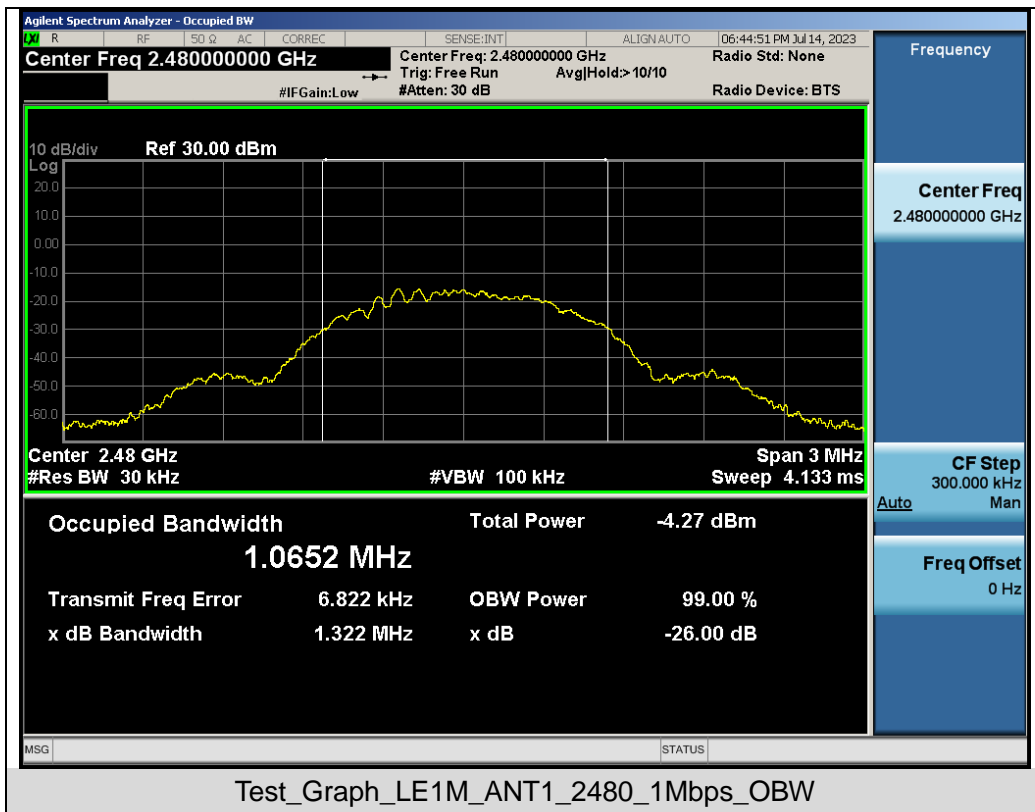 Agilent Spectrum Analyzer - Occupied BW
LXI R RF 50 Ω AC CORREC SENSE:INT ALIGN AUTO 06:44:51 PM Jul 14, 2023
Center Freq 2.480000000 GHz
Center Freq: 2.480000000 GHz
Radio Std: None
Trig: Free Run Avg|Hold:> 10/10
#IFGain:Low
#Atten: 30 dB
Radio Device: BTS
10 dB/div Ref 30.00 dBm
Log
20.0
10.0
0.00
-10.0
-20.0
-30.0
-40.0
-50.0
-60.0
Center 2.48 GHz Span 3 MHz
#Res BW 30 kHz #VBW 100 kHz Sweep 4.133 ms
Occupied Bandwidth Total Power -4.27 dBm
1.0652 MHz
Transmit Freq Error 6.822 kHz OBW Power 99.00 %
x dB Bandwidth 1.322 MHz x dB -26.00 dB
MSG STATUS
Frequency
Center Freq
2.480000000 GHz
CF Step
300.000 kHz
Auto Man
Freq Offset
0 Hz
Test_Graph_LE1M_ANT1_2480_1Mbps_OBW